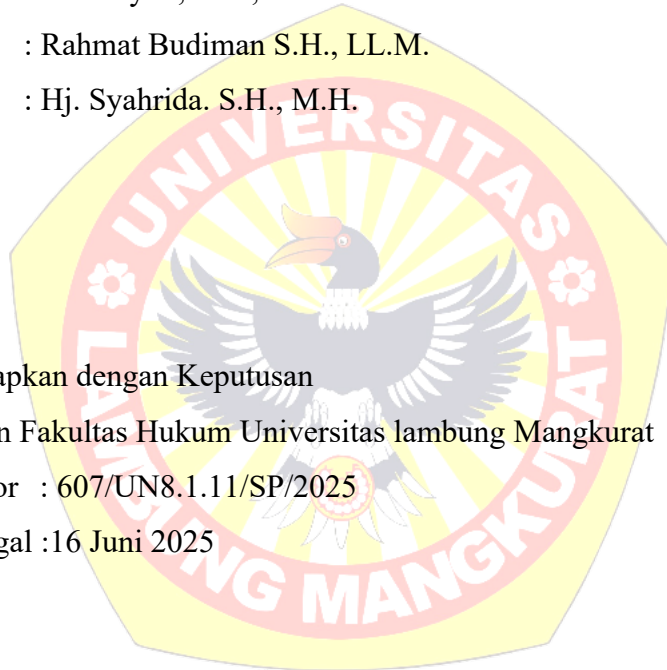 : Rahmat Budiman S.H., LL.M.
: Hj. Syahrida. S.H., M.H.
apkan dengan Keputusan
n Fakultas Hukum Universitas lambung Mangkurat
or : 607/UN8.1.11/SP/2025
gal :16 Juni 2025
UNIVERSITAS
LAMBUNG MANGKURAT